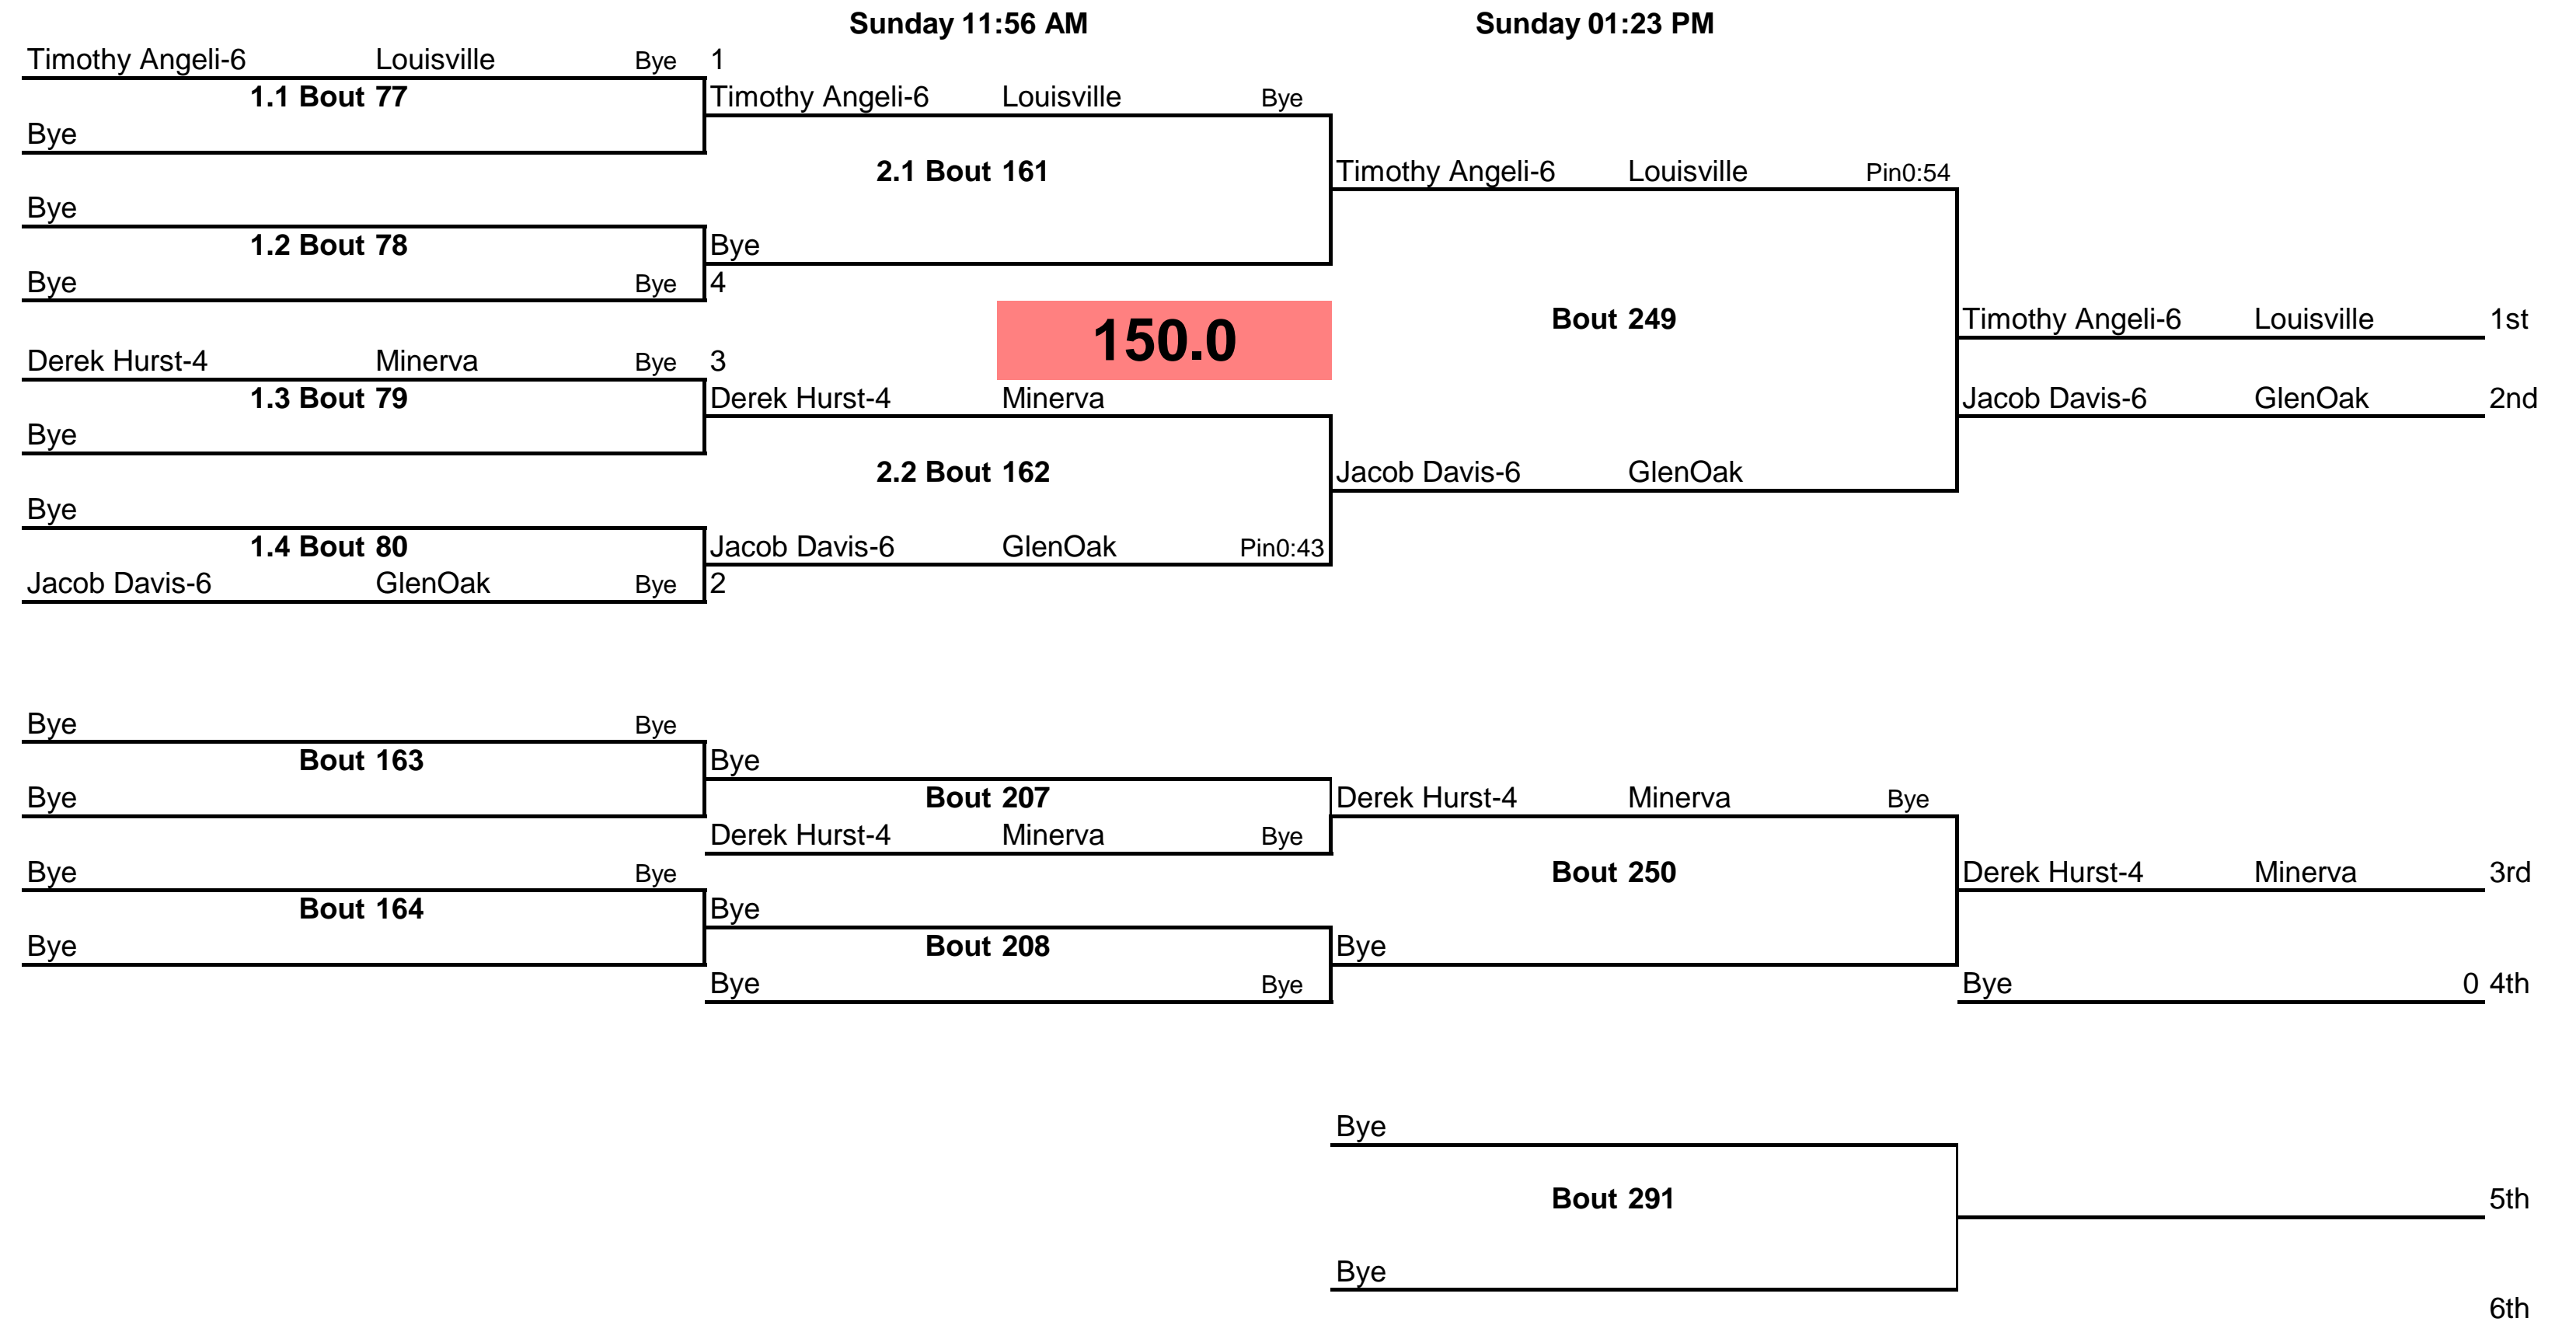 Sunday 11:56 AM Sunday 01:23 PM
Timothy Angeli-6 Louisville Bye 1
1.1 Bout 77 Timothy Angeli-6 Louisville Bye
Bye
2.1 Bout 161 Timothy Angeli-6 Louisville Pin0:54
Bye
1.2 Bout 78 Bye
Bye Bye 4
150.0 Bout 249 Timothy Angeli-6 Louisville 1st
Derek Hurst-4 Minerva Bye 3
1.3 Bout 79 Derek Hurst-4 Minerva Jacob Davis-6 GlenOak 2nd
Bye
2.2 Bout 162 Jacob Davis-6 GlenOak
Bye
1.4 Bout 80 Jacob Davis-6 GlenOak Pin0:43
Jacob Davis-6 GlenOak Bye 2
Bye Bye
Bout 163 Bye
Bye Bout 207 Derek Hurst-4 Minerva Bye
Derek Hurst-4 Minerva Bye
Bye Bye Bout 250 Derek Hurst-4 Minerva 3rd
Bout 164 Bye
Bye Bout 208 Bye
Bye Bye Bye 0 4th
Bye
Bout 291 5th
Bye
6th